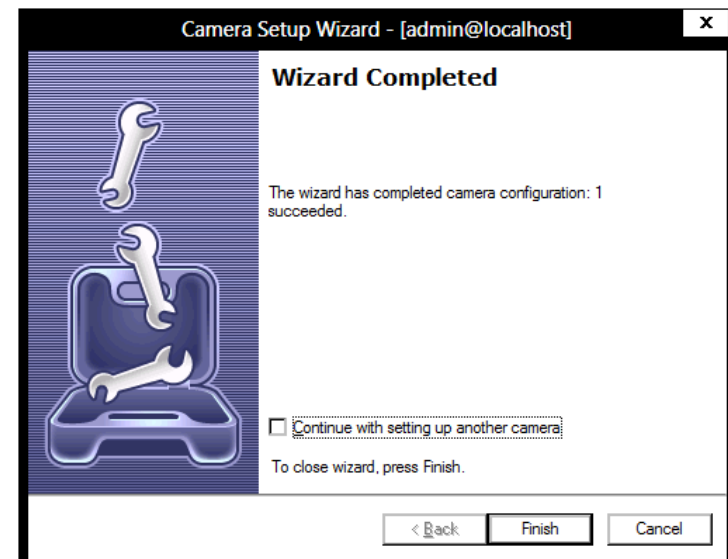 Camera Setup Wizard - [admin@localhost]
x
Wizard Completed
The wizard has completed camera configuration: 1
succeeded.
Continue with setting up another camera
To close wizard, press Finish.
< Back
Finish
Cancel